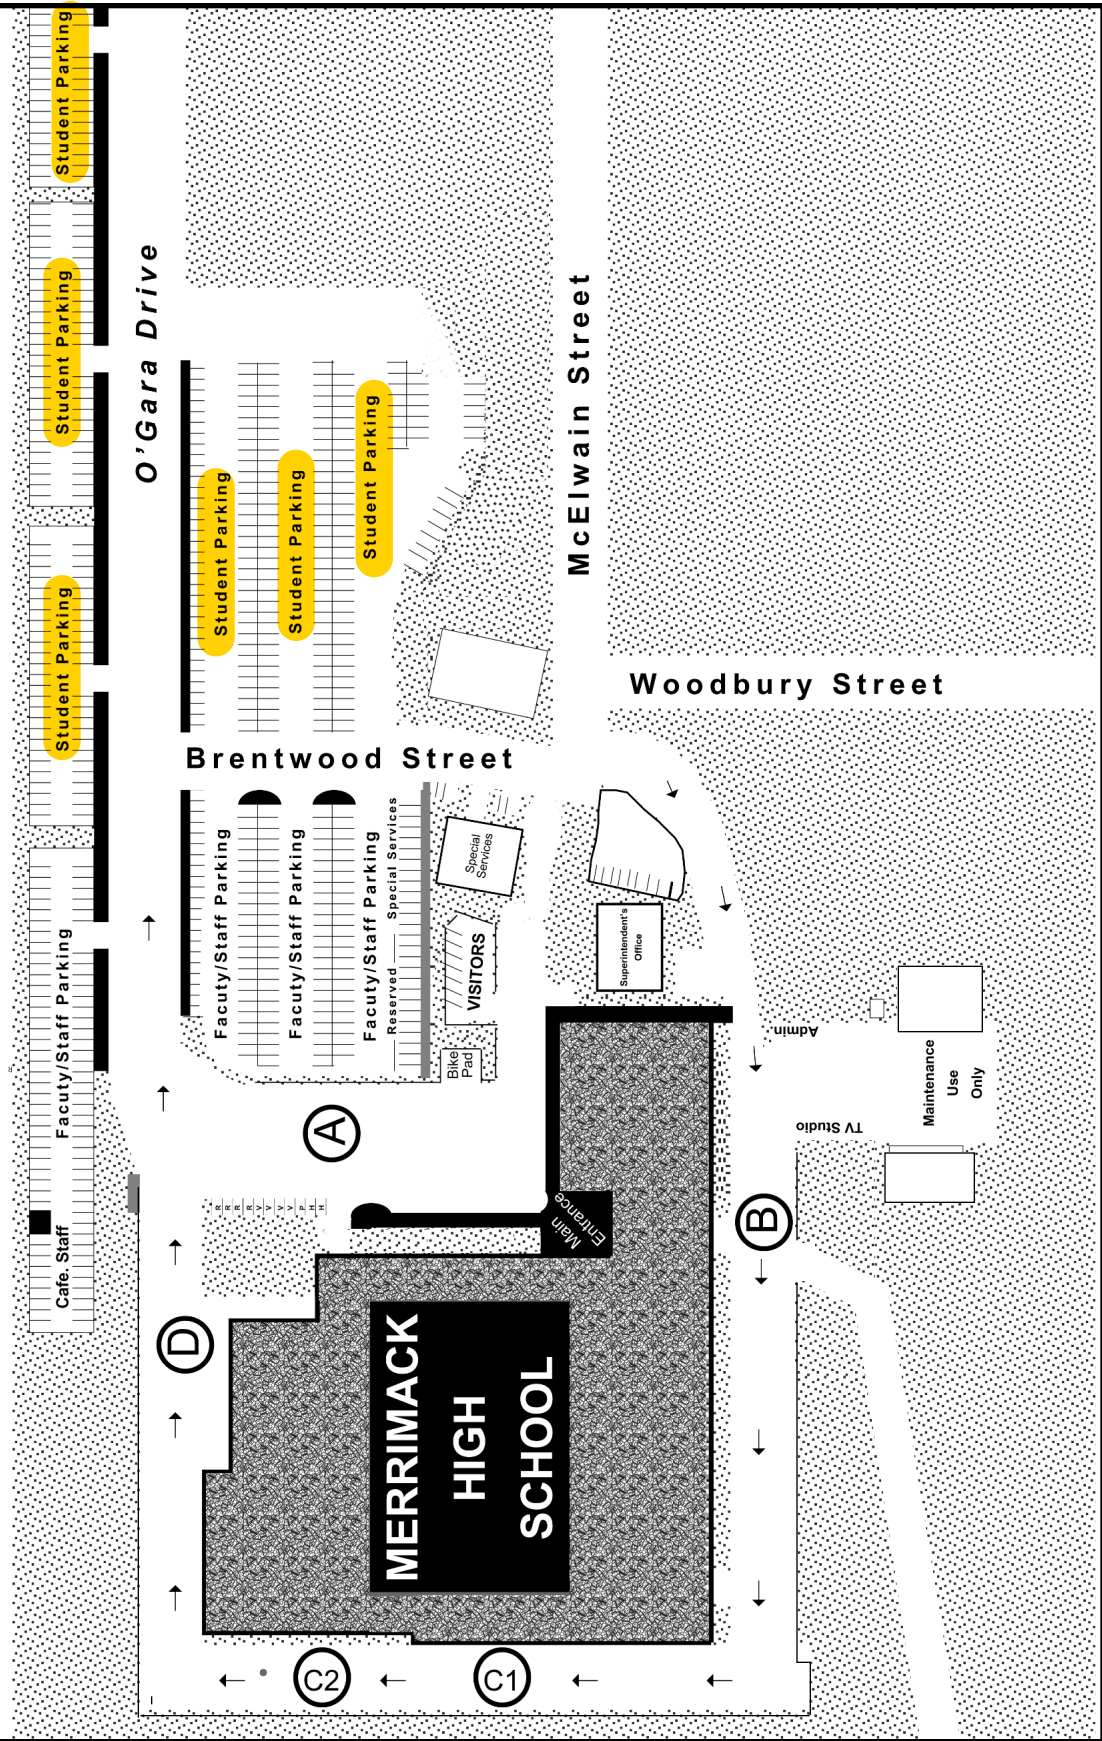 Student Parking
Student Parking
Student Parking
O'Gara Drive
Student Parking
Student Parking
Student Parking
McElwain Street
Woodbury Street
Brentwood Street
Facuty/Staff Parking
Facuty/Staff Parking
Facuty/Staff Parking
Facuty/Staff Parking
Reserved
Special Services
Special
Services
VISITORS
Bike
Pad
Superintendent's
Office
Admin.
Maintenance
Use
Only
TV Studio
Cafe. Staff
A
B
R R R R V V V V P H H
Main
Entrance
D
MERRIMACK
HIGH
SCHOOL
C2
C1